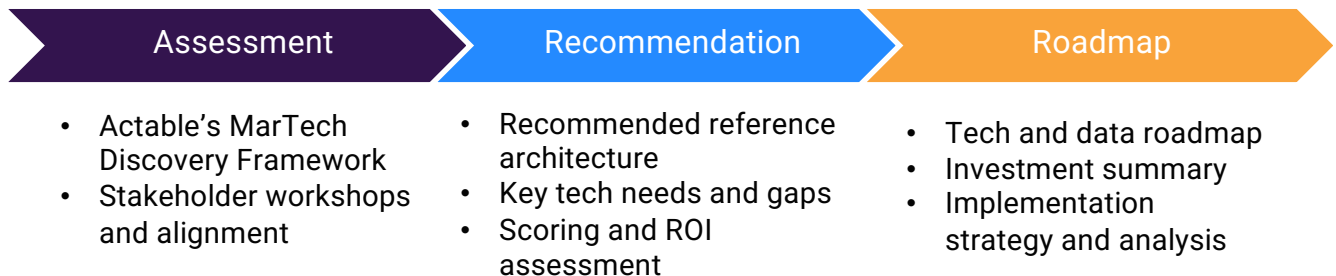 Assessment
• Actable's MarTech
Discovery Framework
• Stakeholder workshops
and alignment
Recommendation
• Recommended reference
architecture
• Key tech needs and gaps
• Scoring and ROI
assessment
Roadmap
• Tech and data roadmap
• Investment summary
• Implementation
strategy and analysis